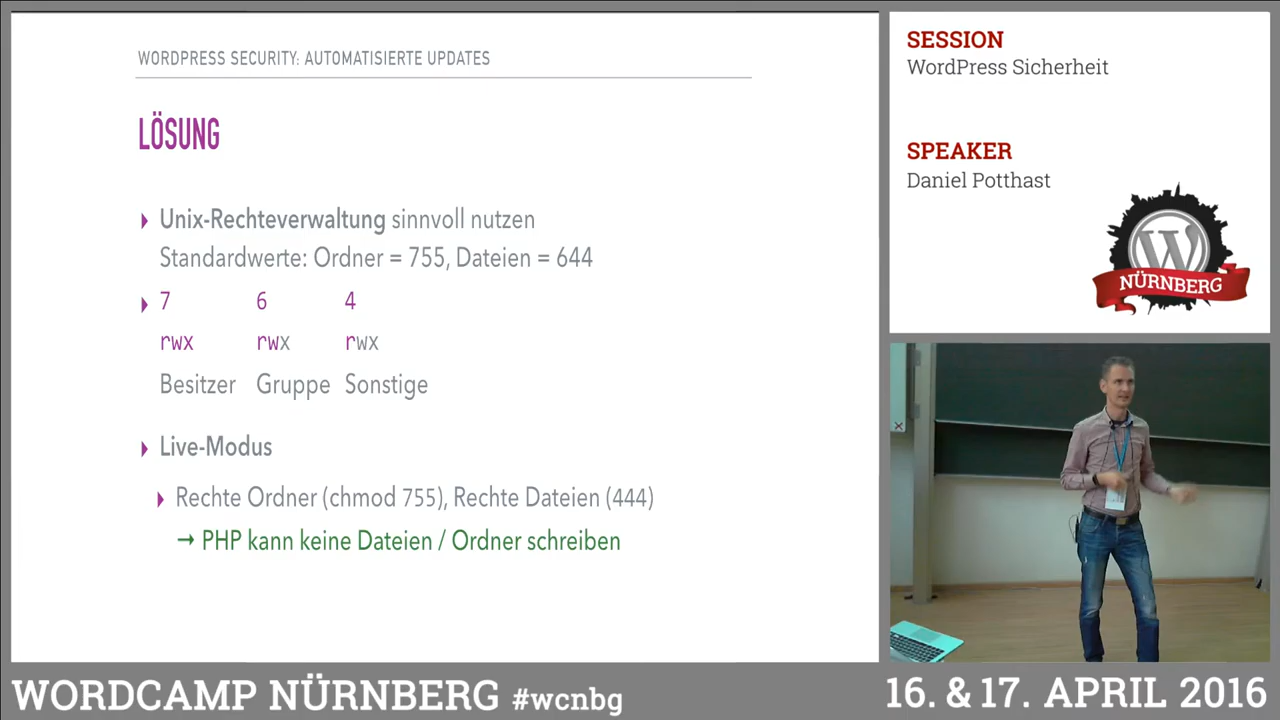 WORDPRESS SECURITY: AUTOMATISIERTE UPDATES
LÖSUNG
Unix-Rechteverwaltung sinnvoll nutzen
Standardwerte: Ordner = 755, Dateien = 644
7 6 4
rwx rwx rwx
Besitzer Gruppe Sonstige
Live-Modus
Rechte Ordner (chmod 755), Rechte Dateien (444)
→ PHP kann keine Dateien / Ordner schreiben
SESSION
WordPress Sicherheit
SPEAKER
Daniel Potthast
W
NÜRNBERG
WORDCAMP NÜRNBERG #wcnbg
16. & 17. APRIL 2016